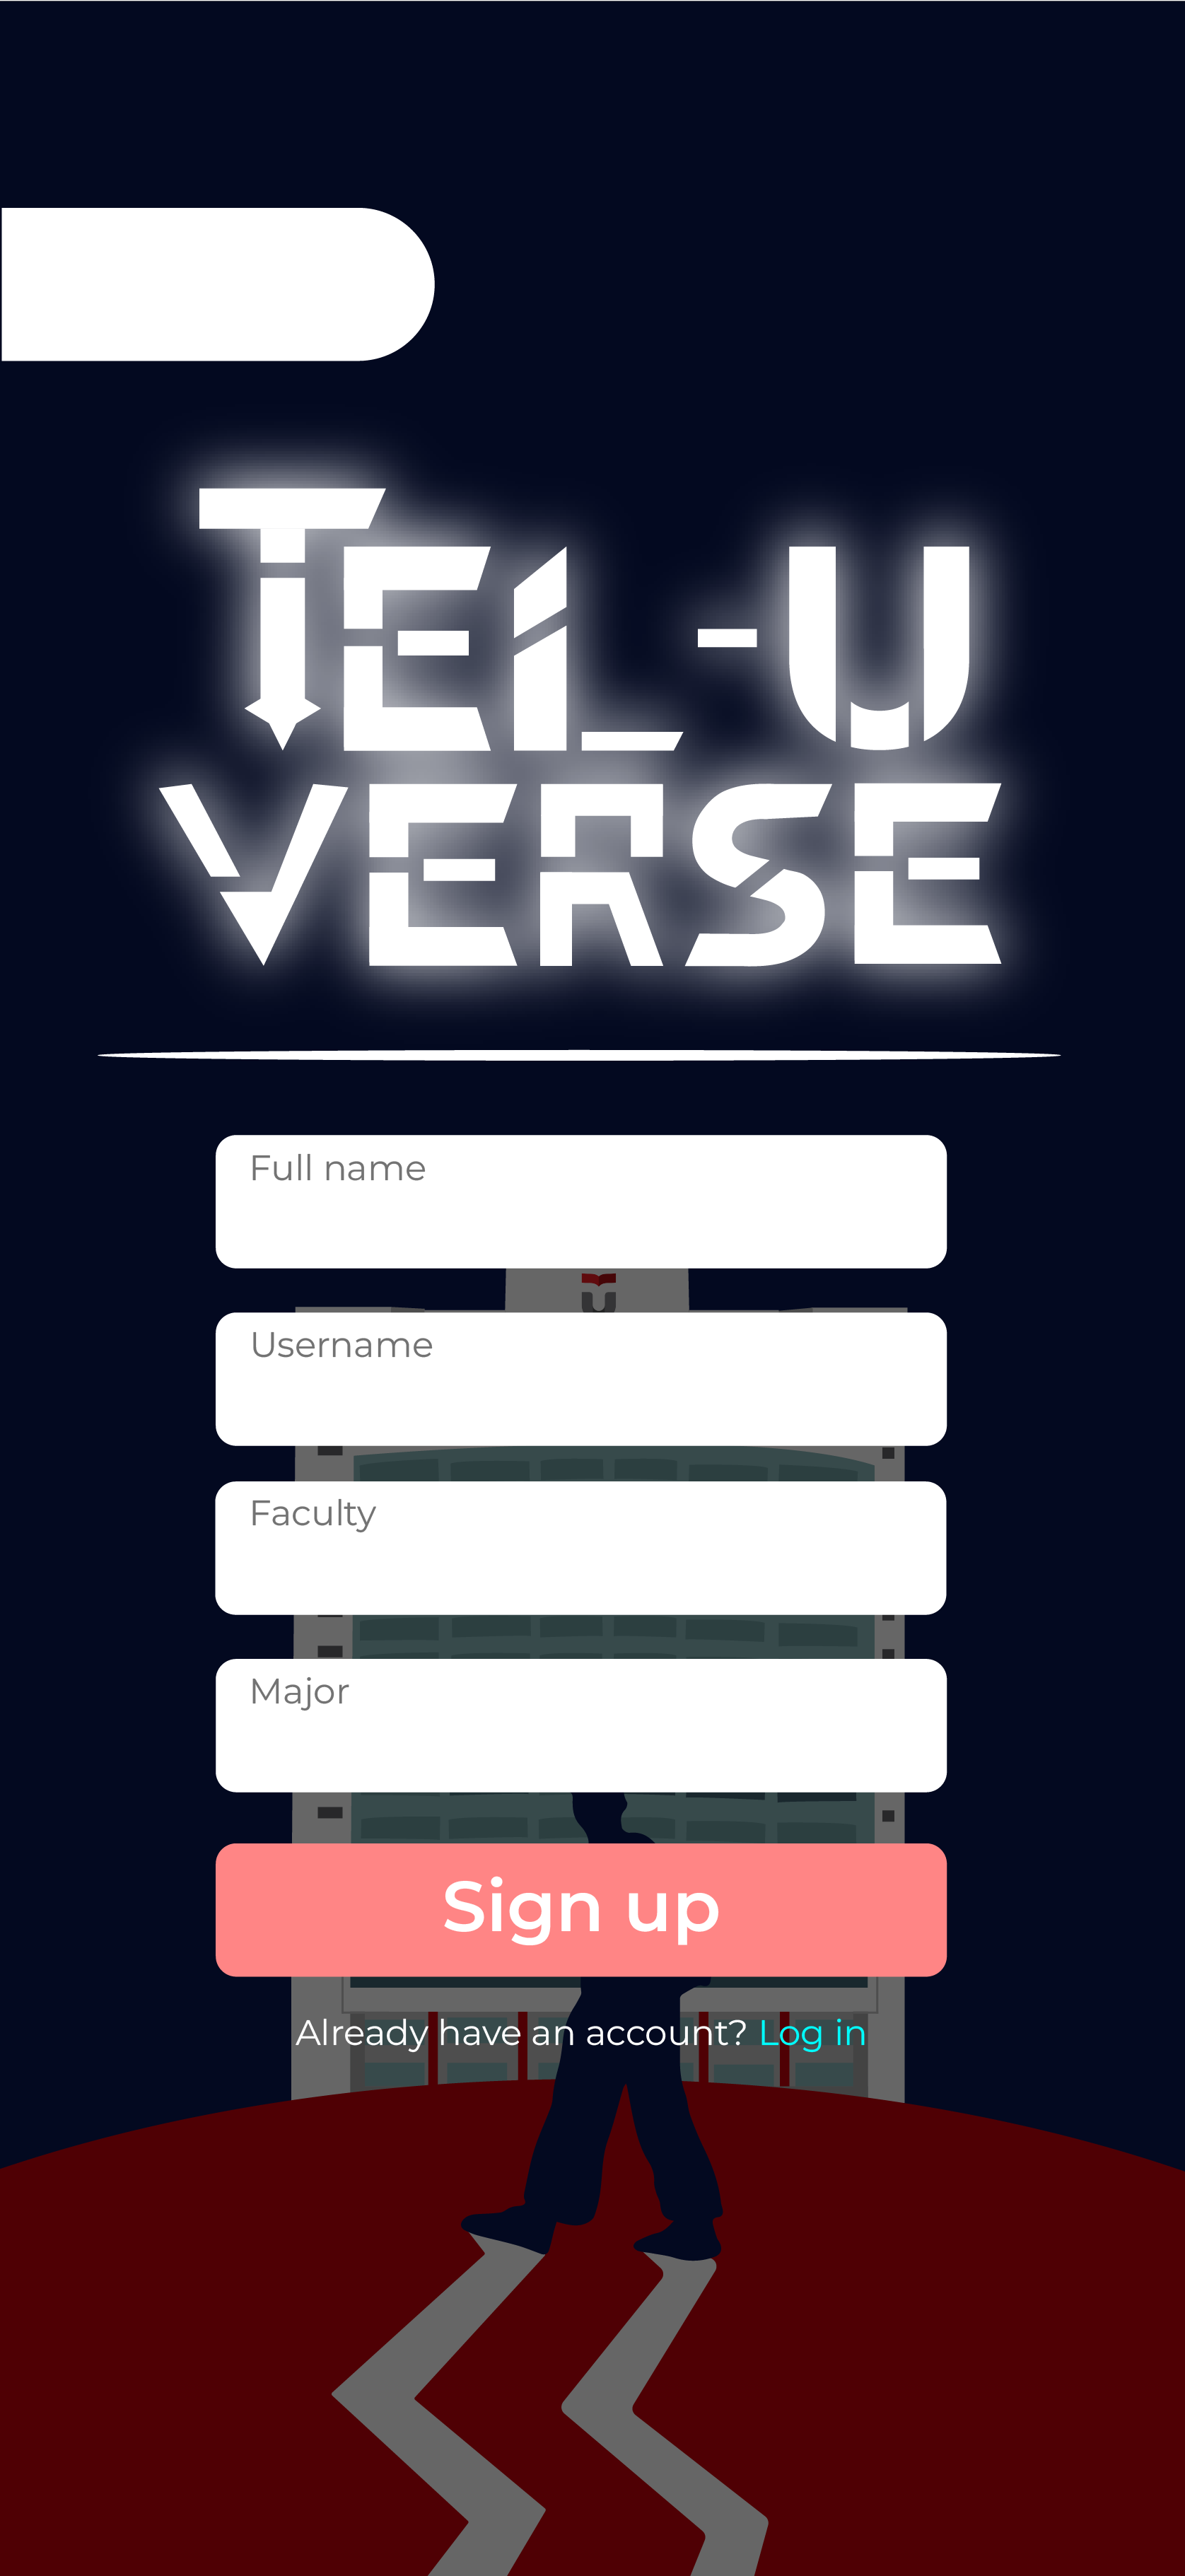 TEL-U
VERSE
Full name
Username
Faculty
Major
Sign up
Already have an account? Log in